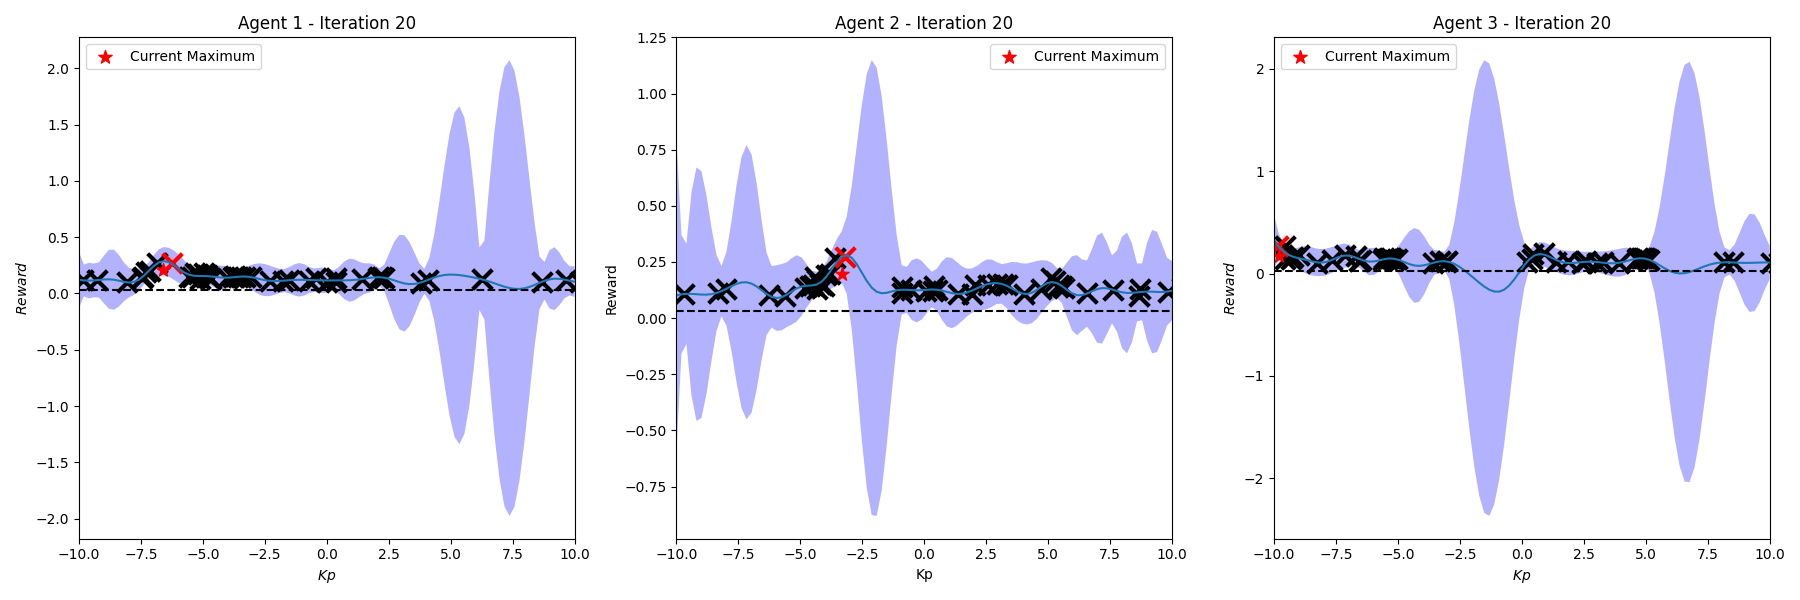 Agent 1 - Iteration 20
Current Maximum
2.0
1.5
1.0
0.5
0.0
−0.5
−1.0
−1.5
−2.0
Reward
−10.0 −7.5 −5.0 −2.5 0.0 2.5 5.0 7.5 10.0
Kp
Agent 2 - Iteration 20
Current Maximum
1.25
1.00
0.75
0.50
0.25
0.00
−0.25
−0.50
−0.75
Reward
−10.0 −7.5 −5.0 −2.5 0.0 2.5 5.0 7.5 10.0
Kp
Agent 3 - Iteration 20
Current Maximum
2
1
0
−1
−2
Reward
−10.0 −7.5 −5.0 −2.5 0.0 2.5 5.0 7.5 10.0
Kp